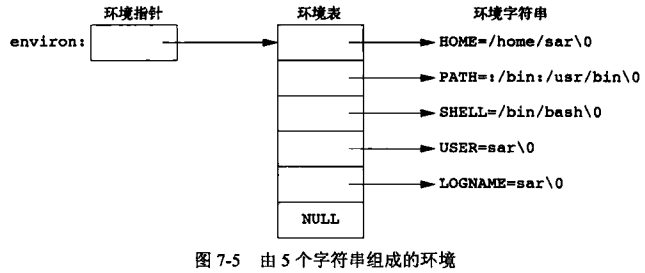 环境指针 环境表 环境字符串
environ: HOME=/home/sar\0
PATH=:/bin:/usr/bin\0
SHELL=/bin/bash\0
USER=sar\0
LOGNAME=sar\0
NULL
图 7-5 由 5 个字符串组成的环境